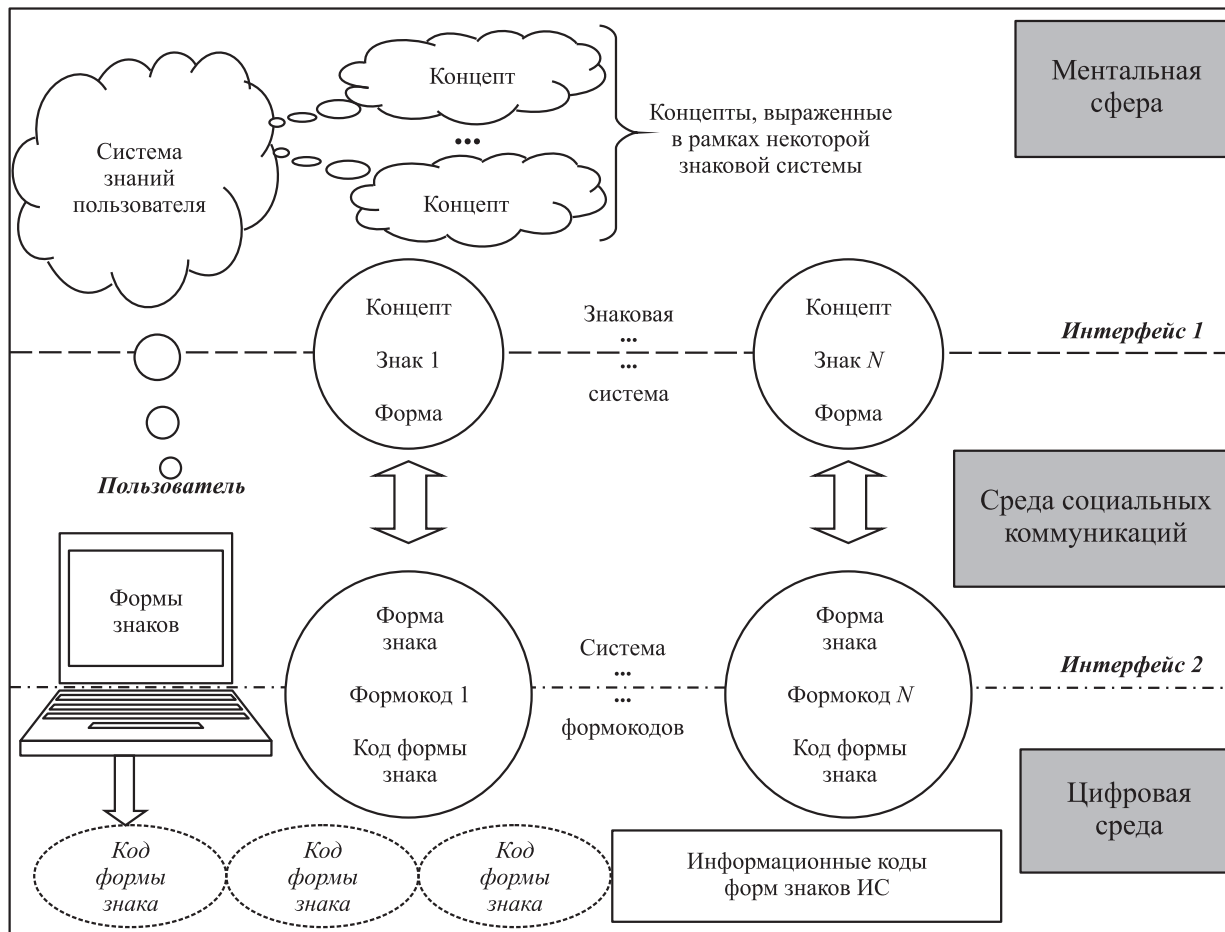 Концепт
...
Концепт
Система
знаний
пользователя
Концепты, выраженные
в рамках некоторой
знаковой системы
Ментальная
сфера
Концепт
Знак 1
Форма
Знаковая
...
...
система
Концепт
Знак N
Форма
Интерфейс 1
Пользователь
Среда социальных
коммуникаций
Формы
знаков
Форма
знака
Формокод 1
Код формы
знака
Система
...
...
формокодов
Форма
знака
Формокод N
Код формы
знака
Интерфейс 2
Цифровая
среда
Код
формы
знака
Код
формы
знака
Код
формы
знака
Информационные коды
форм знаков ИС